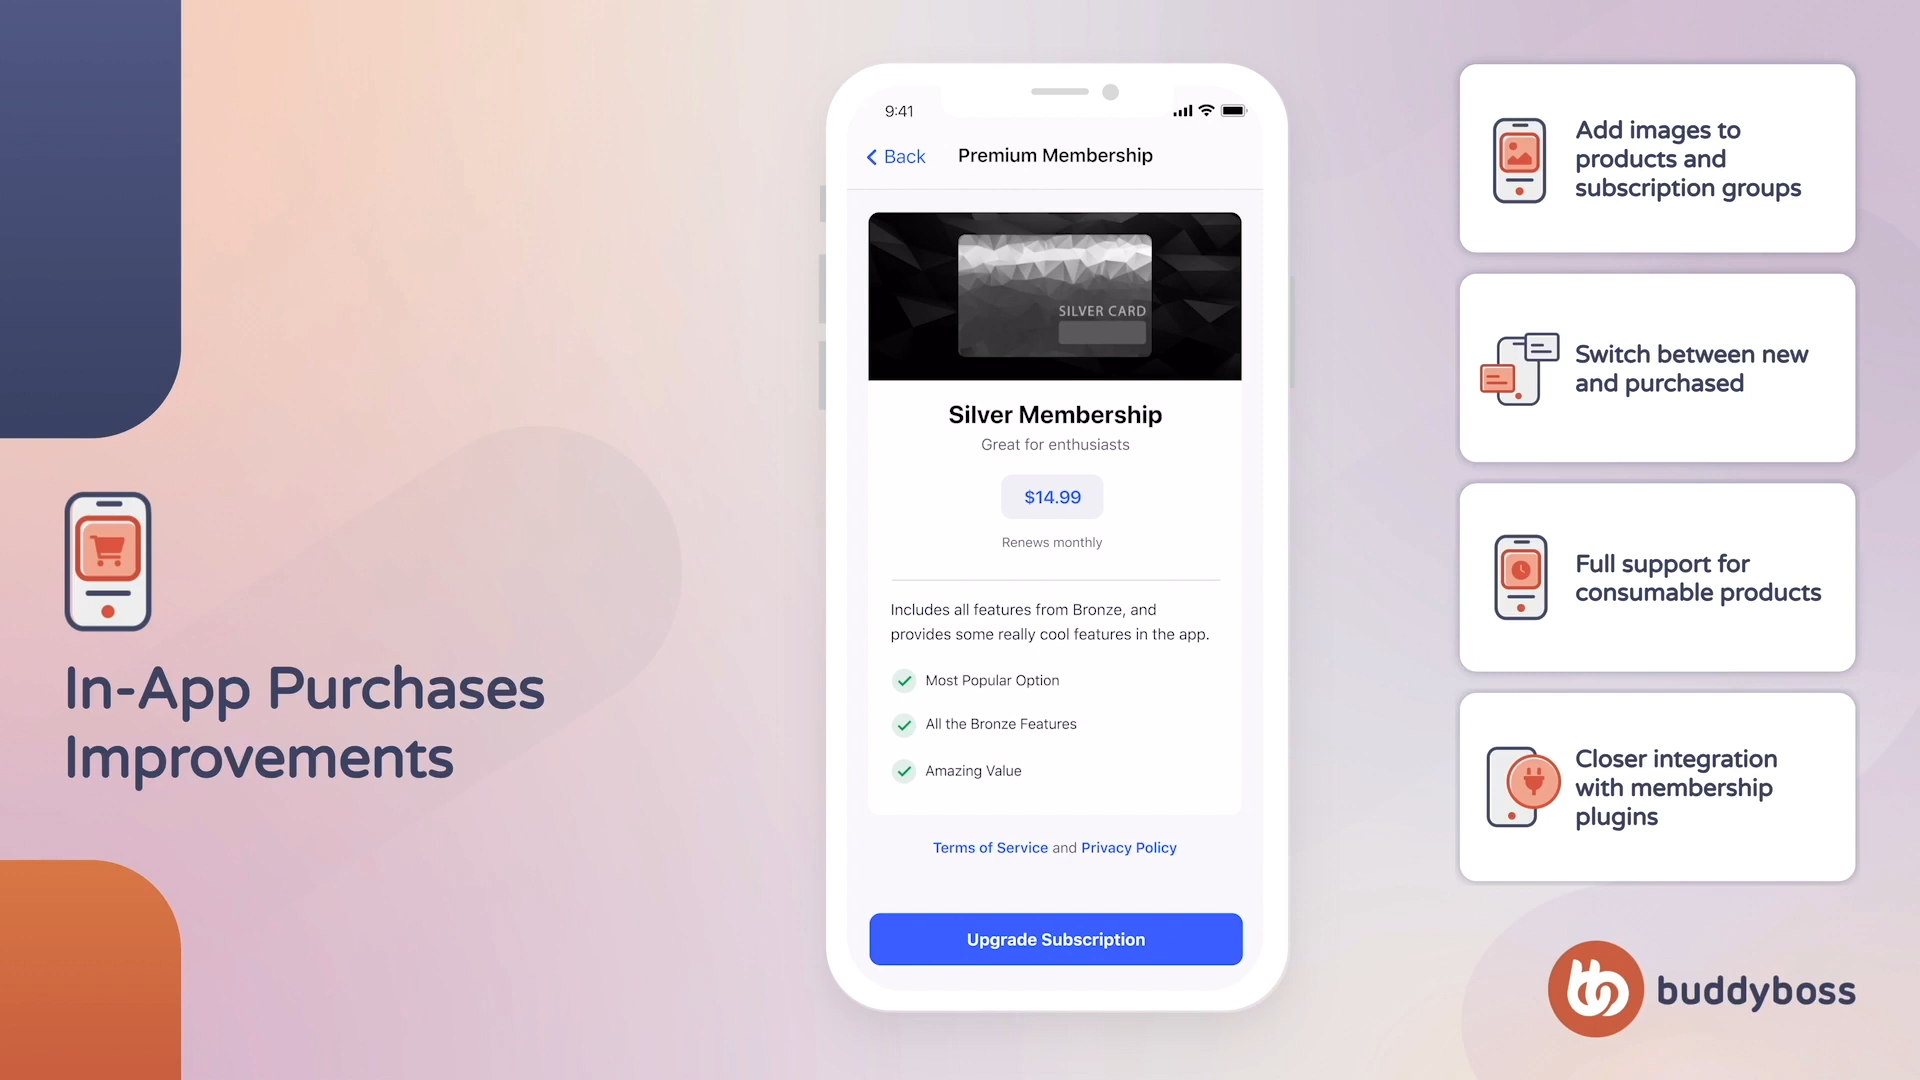 In-App Purchases
Improvements
9:41
Back
Premium Membership
SILVER CARD
Silver Membership
Great for enthusiasts
$14.99
Renews monthly
Includes all features from Bronze, and
provides some really cool features in the app.
Most Popular Option
All the Bronze Features
Amazing Value
Terms of Service and Privacy Policy
Upgrade Subscription
Add images to
products and
subscription groups
Switch between new
and purchased
Full support for
consumable products
Closer integration
with membership
plugins
buddyboss